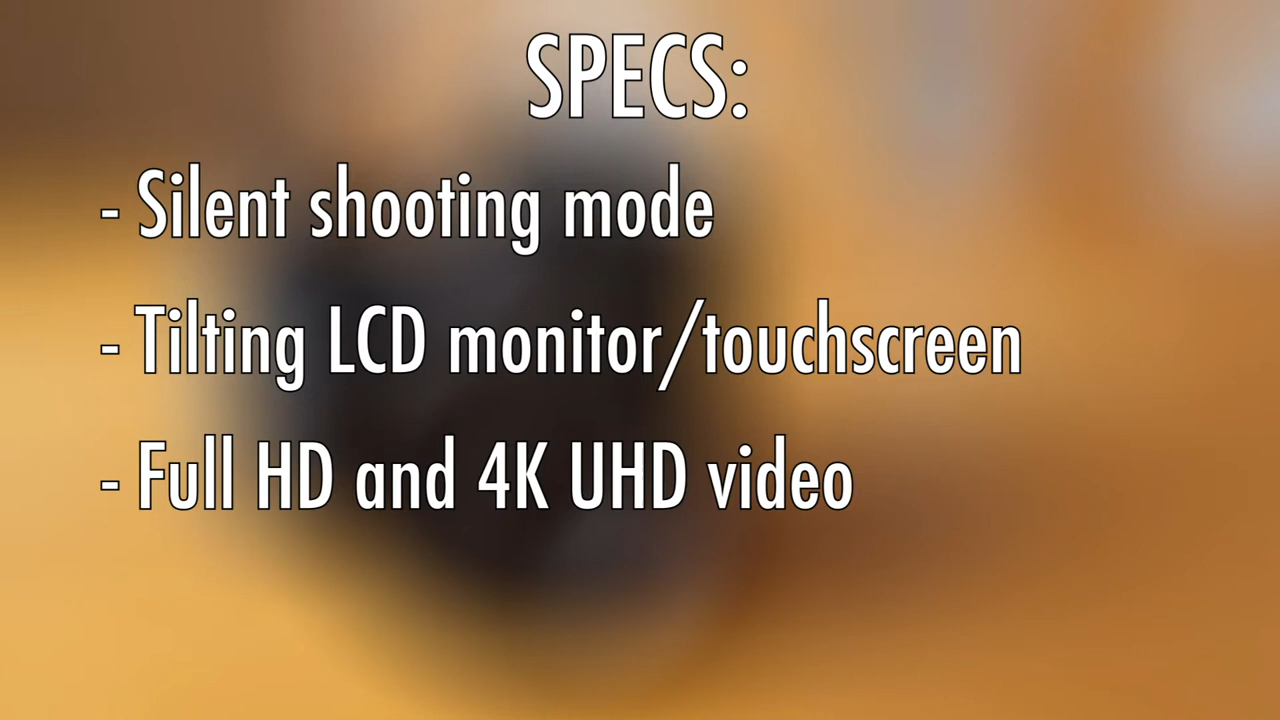 SPECS:
- Silent shooting mode
- Tilting LCD monitor/touchscreen
- Full HD and 4K UHD video